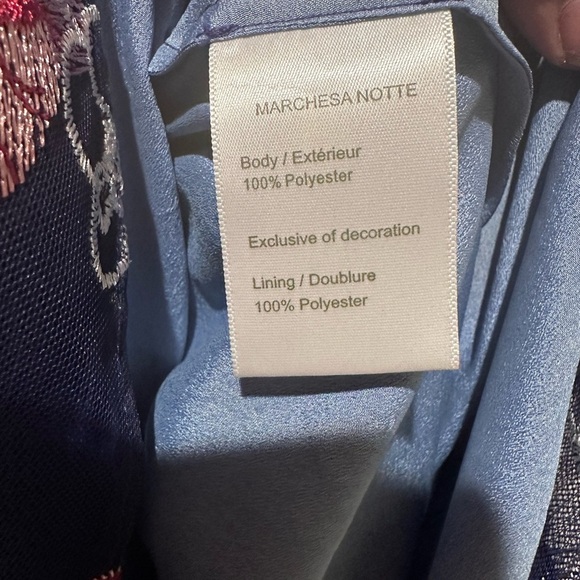 MARCHESA NOTTE
Body / Extérieur
100% Polyester
Exclusive of decoration
Lining / Doublure
100% Polyester